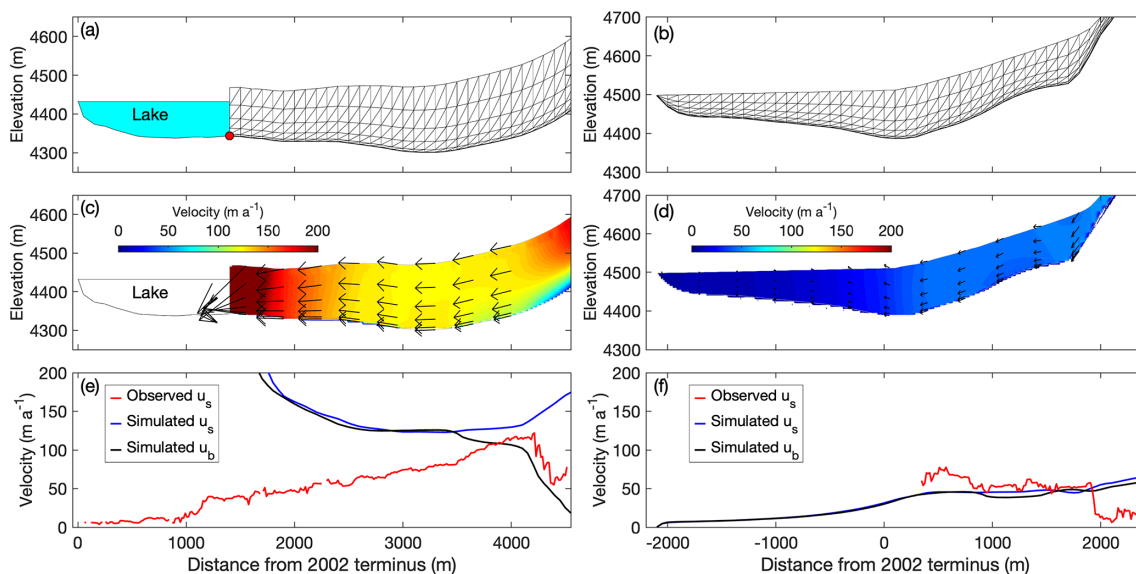 (a)
4600
4500
4400
4300
Elevation (m)
Lake
(b)
4700
4600
4500
4400
4300
Elevation (m)
(c)
Velocity (m a⁻¹)
0 50 100 150 200
4600
4500
4400
4300
Elevation (m)
Lake
(d)
Velocity (m a⁻¹)
0 50 100 150 200
4700
4600
4500
4400
4300
Elevation (m)
(e)
200
150
100
50
0
Velocity (m a⁻¹)
Observed uₛ
Simulated uₛ
Simulated u_b
0 1000 2000 3000 4000
Distance from 2002 terminus (m)
(f)
200
150
100
50
0
Velocity (m a⁻¹)
Observed uₛ
Simulated uₛ
Simulated u_b
-2000 -1000 0 1000 2000
Distance from 2002 terminus (m)